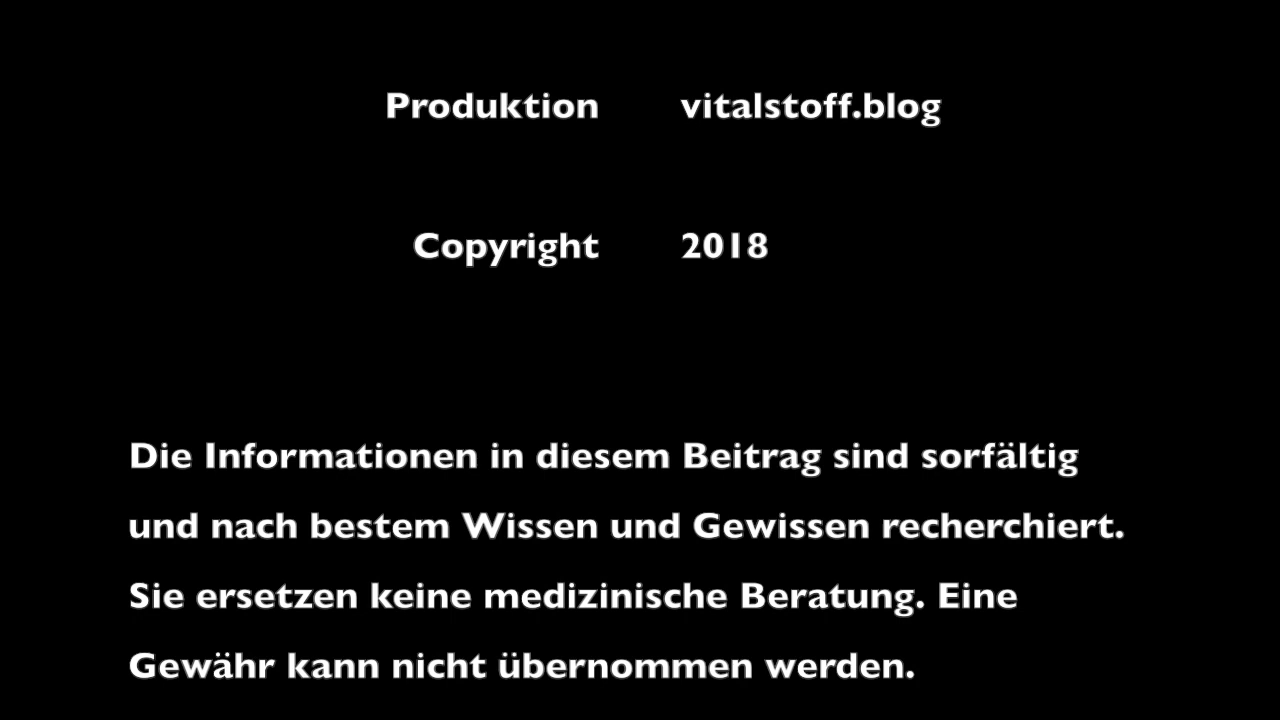 Produktion vitalstoff.blog
Copyright 2018
Die Informationen in diesem Beitrag sind sorfältig
und nach bestem Wissen und Gewissen recherchiert.
Sie ersetzen keine medizinische Beratung. Eine
Gewähr kann nicht übernommen werden.